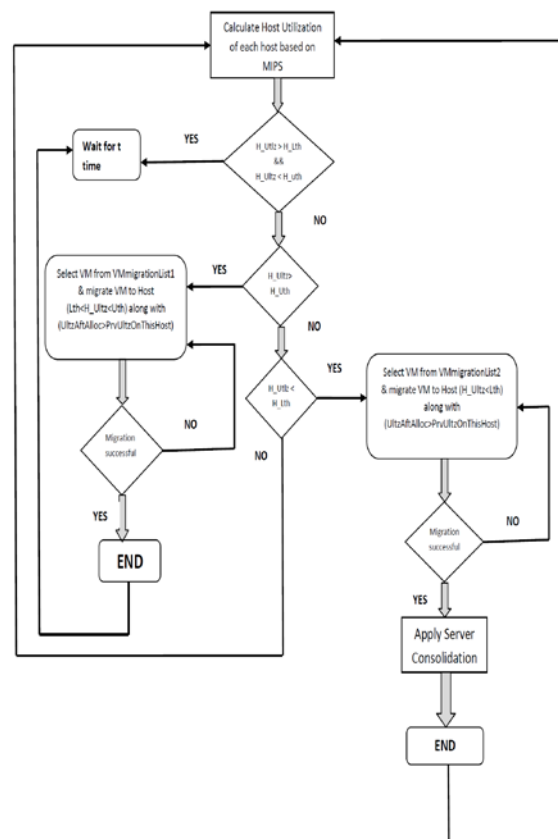 Calculate Host Utilization
of each host based on
MIPS
YES
Wait for t
time
H_Utlz > H_Lth
&&
H_Ultz < H_uth
NO
H_Ultz>
H_Uth
YES
Select VM from VMmigrationList1
& migrate VM to Host
(Lth<H_Ultz<Uth) along with
(UltzAftAlloc>PrvUltzOnThisHost)
NO
H_Utlz <
H_Lth
YES
Select VM from VMmigrationList2
& migrate VM to Host (H_Ultz<Lth)
along with
(UltzAftAlloc>PrvUltzOnThisHost)
NO
Migration
successful
NO
YES
END
Migration
successful
NO
YES
Apply Server
Consolidation
END